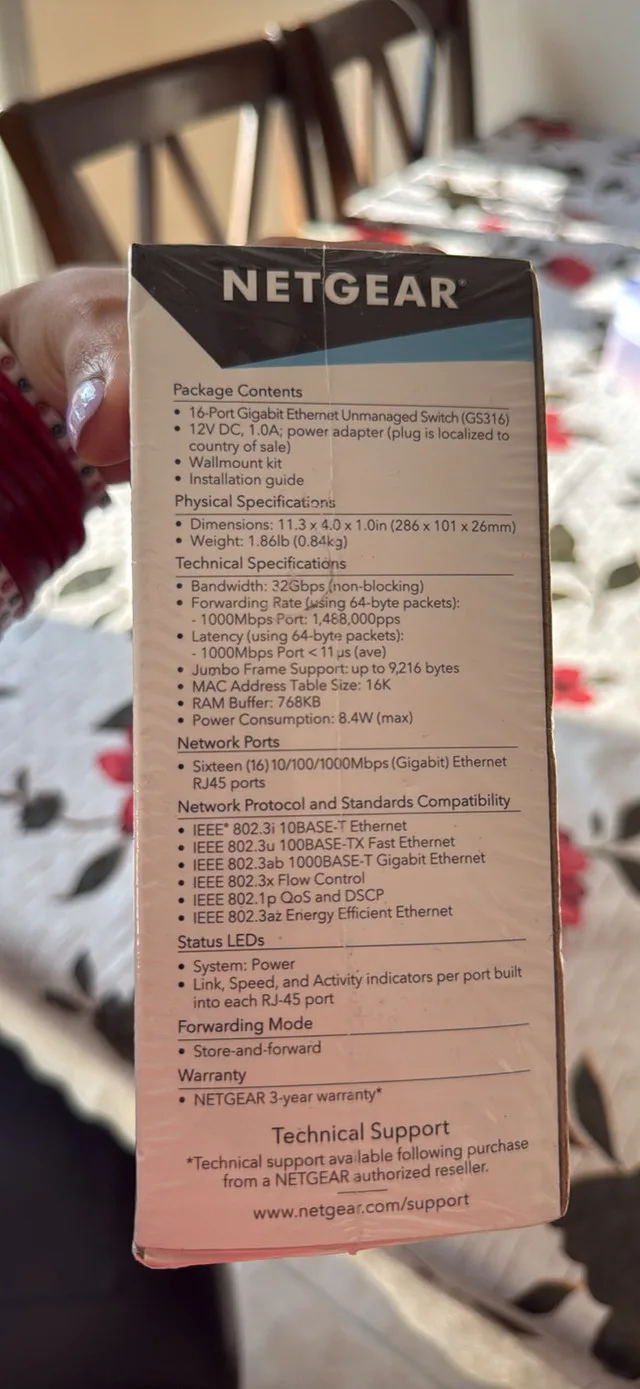 NETGEAR®
Package Contents
• 16-Port Gigabit Ethernet Unmanaged Switch (GS316)
• 12V DC, 1.0A; power adapter (plug is localized to
country of sale)
• Wallmount kit
• Installation guide
Physical Specifications
• Dimensions: 11.3 x 4.0 x 1.0in (286 x 101 x 26mm)
• Weight: 1.86lb (0.84kg)
Technical Specifications
• Bandwidth: 32Gbps (non-blocking)
• Forwarding Rate (using 64-byte packets):
- 1000Mbps Port: 1,488,000pps
• Latency (using 64-byte packets):
- 1000Mbps Port < 11 µs (ave)
• Jumbo Frame Support: up to 9,216 bytes
• MAC Address Table Size: 16K
• RAM Buffer: 768KB
• Power Consumption: 8.4W (max)
Network Ports
• Sixteen (16) 10/100/1000Mbps (Gigabit) Ethernet
RJ45 ports
Network Protocol and Standards Compatibility
• IEEE® 802.3i 10BASE-T Ethernet
• IEEE 802.3u 100BASE-TX Fast Ethernet
• IEEE 802.3ab 1000BASE-T Gigabit Ethernet
• IEEE 802.3x Flow Control
• IEEE 802.1p QoS and DSCP
• IEEE 802.3az Energy Efficient Ethernet
Status LEDs
• System: Power
• Link, Speed, and Activity indicators per port built
into each RJ-45 port
Forwarding Mode
• Store-and-forward
Warranty
• NETGEAR 3-year warranty*
Technical Support
*Technical support available following purchase
from a NETGEAR authorized reseller.
www.netgear.com/support